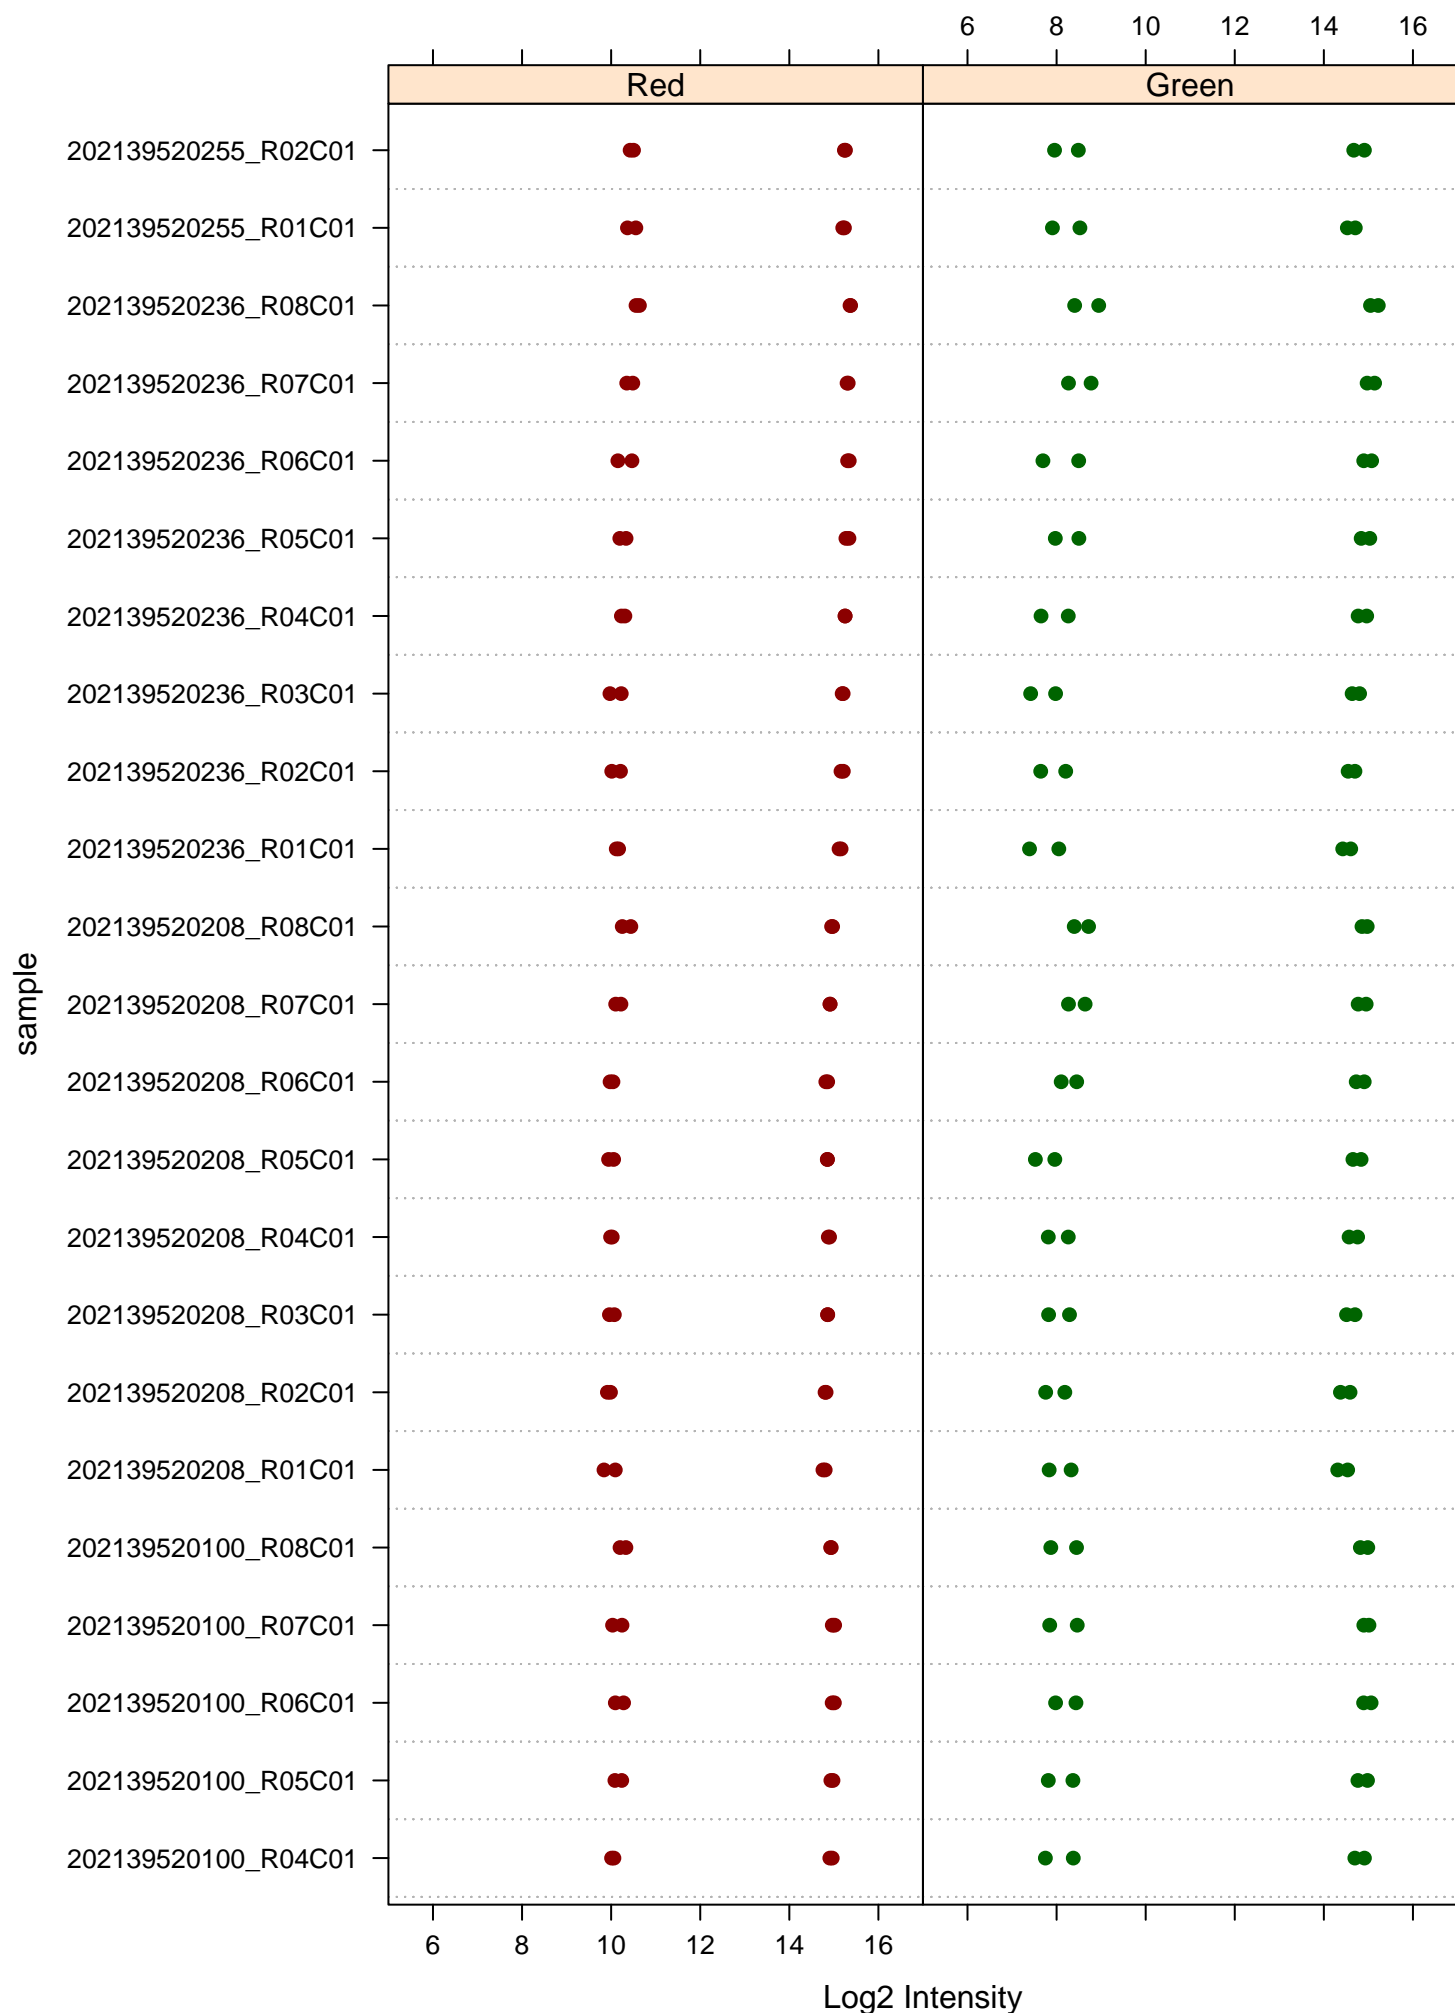 6 8 10 12 14 16
Red Green
202139520255_R02C01
202139520255_R01C01
202139520236_R08C01
202139520236_R07C01
202139520236_R06C01
202139520236_R05C01
202139520236_R04C01
202139520236_R03C01
202139520236_R02C01
202139520236_R01C01
202139520208_R08C01
202139520208_R07C01
202139520208_R06C01
202139520208_R05C01
202139520208_R04C01
202139520208_R03C01
202139520208_R02C01
202139520208_R01C01
202139520100_R08C01
202139520100_R07C01
202139520100_R06C01
202139520100_R05C01
202139520100_R04C01
sample
6 8 10 12 14 16
Log2 Intensity